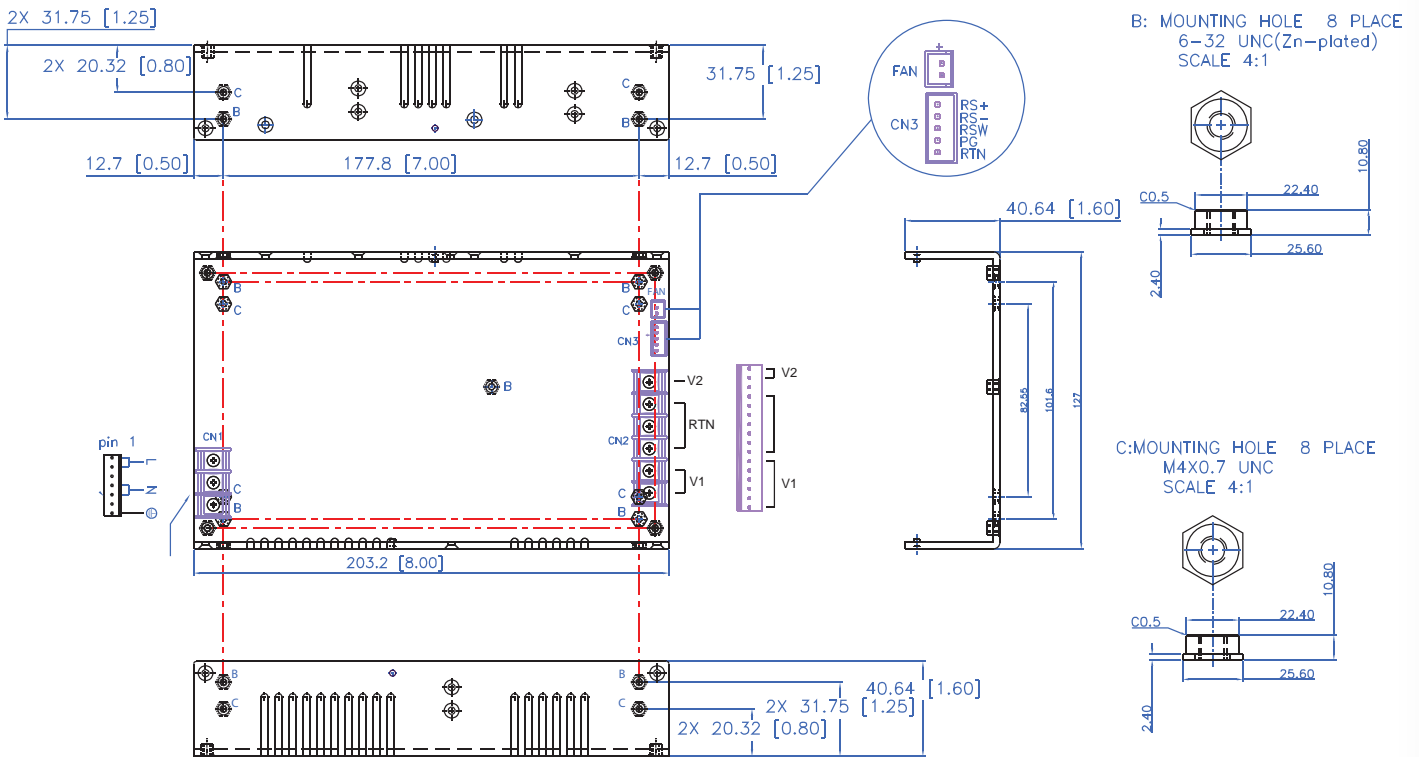 2X 31.75 [1.25]
2X 20.32 [0.80]
C
B
C
B
31.75 [1.25]
12.7 [0.50]
177.8 [7.00]
12.7 [0.50]
FAN
+
CN3
RS+
RS-
RSW
PG
RTN
B: MOUNTING HOLE 8 PLACE
6-32 UNC(Zn-plated)
SCALE 4:1
C0.5
22.40
10.80
25.60
2.40
40.64 [1.60]
82.55
101.6
127
B
C
B
FAN
C
CN3
B
V2
RTN
CN2
V1
C
B
V2
V1
CN1
C
B
pin 1
L
N
203.2 [8.00]
C:MOUNTING HOLE 8 PLACE
M4X0.7 UNC
SCALE 4:1
C0.5
22.40
10.80
25.60
2.40
B
C
B
C
40.64 [1.60]
2X 31.75 [1.25]
2X 20.32 [0.80]